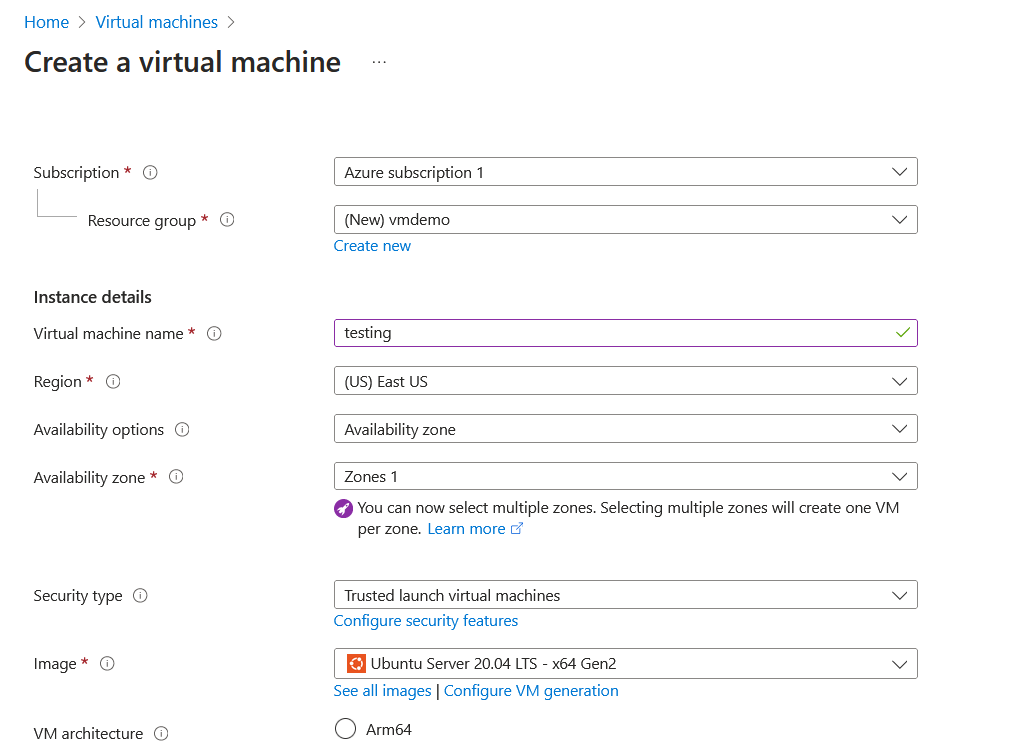 Home > Virtual machines >
Create a virtual machine ...
Subscription * Azure subscription 1
Resource group * (New) vmdemo
Create new
Instance details
Virtual machine name * testing
Region * (US) East US
Availability options Availability zone
Availability zone * Zones 1
You can now select multiple zones. Selecting multiple zones will create one VM
per zone. Learn more
Security type Trusted launch virtual machines
Configure security features
Image * Ubuntu Server 20.04 LTS - x64 Gen2
See all images | Configure VM generation
VM architecture Arm64